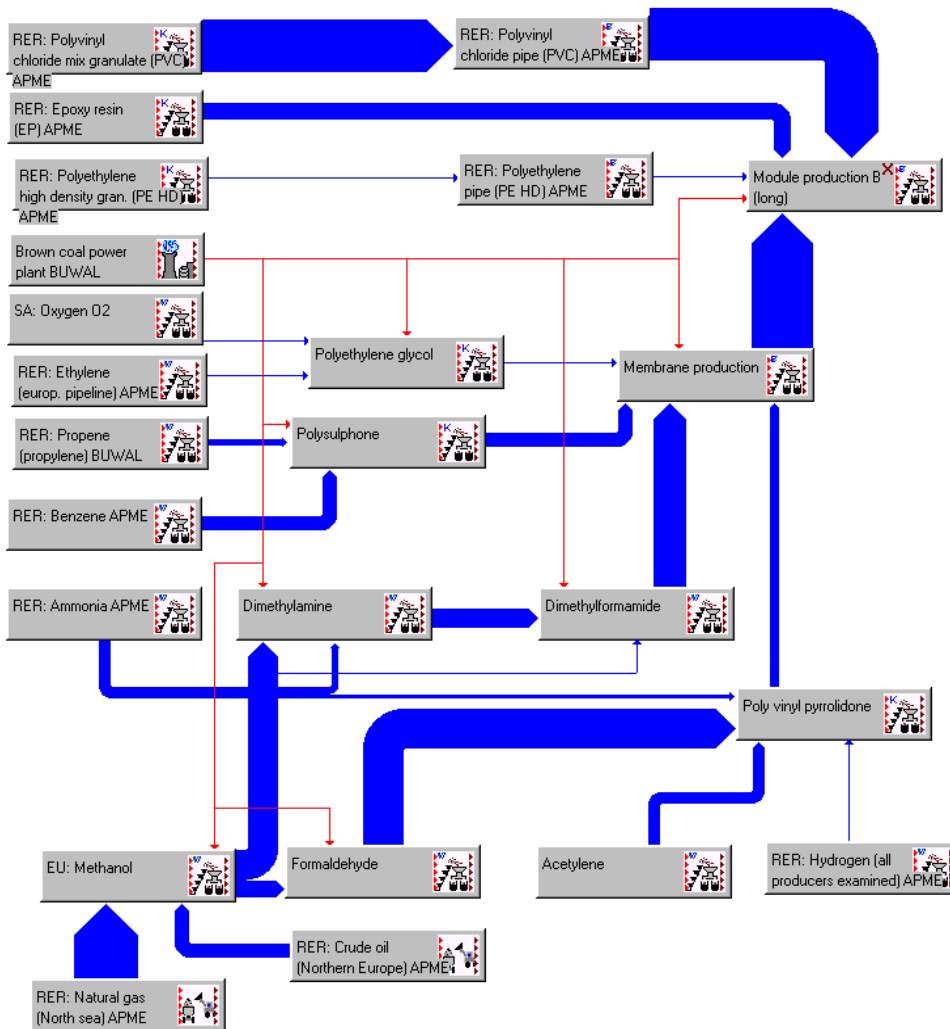 RER: Polyvinyl
chloride mix granulate (PVC)
APME
RER: Polyvinyl
chloride pipe (PVC) APME
RER: Epoxy resin
(EP) APME
RER: Polyethylene
high density gran. (PE HD)
APME
RER: Polyethylene
pipe (PE HD) APME
Module production B
(long)
Brown coal power
plant BUWAL
SA: Oxygen O2
Polyethylene glycol
Membrane production
RER: Ethylene
(europ. pipeline) APME
RER: Propene
(propylene) BUWAL
Polysulphone
RER: Benzene APME
RER: Ammonia APME
Dimethylamine
Dimethylformamide
Poly vinyl pyrrolidone
EU: Methanol
Formaldehyde
Acetylene
RER: Hydrogen (all
producers examined) APME
RER: Crude oil
(Northern Europe) APME
RER: Natural gas
(North sea) APME